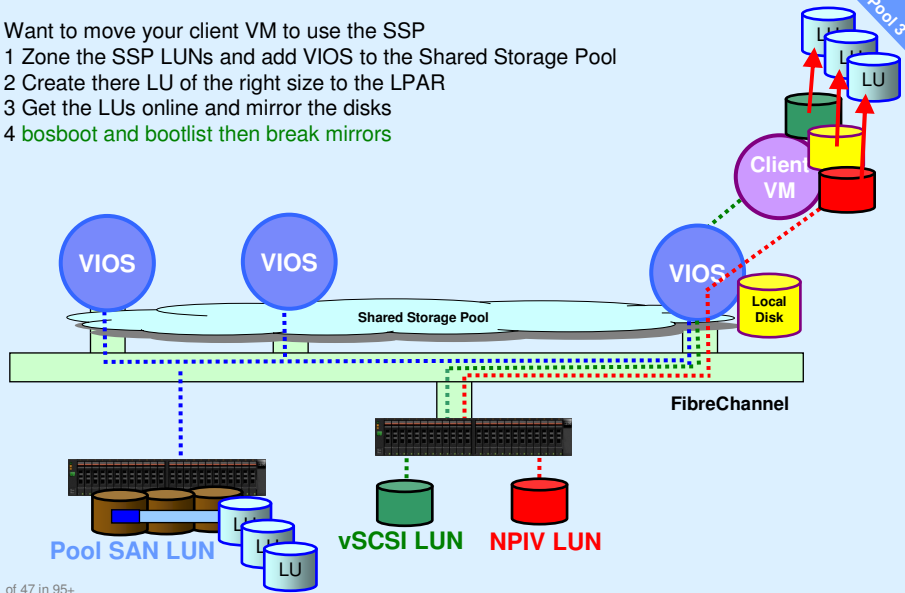 Want to move your client VM to use the SSP
1 Zone the SSP LUNs and add VIOS to the Shared Storage Pool
2 Create there LU of the right size to the LPAR
3 Get the LUs online and mirror the disks
4 bosboot and bootlist then break mirrors
Pool 3
LU
LU
LU
Client
VM
VIOS
VIOS
VIOS
Local
Disk
Shared Storage Pool
FibreChannel
LU
LU
LU
Pool SAN LUN
vSCSI LUN
NPIV LUN
of 47 in 95+